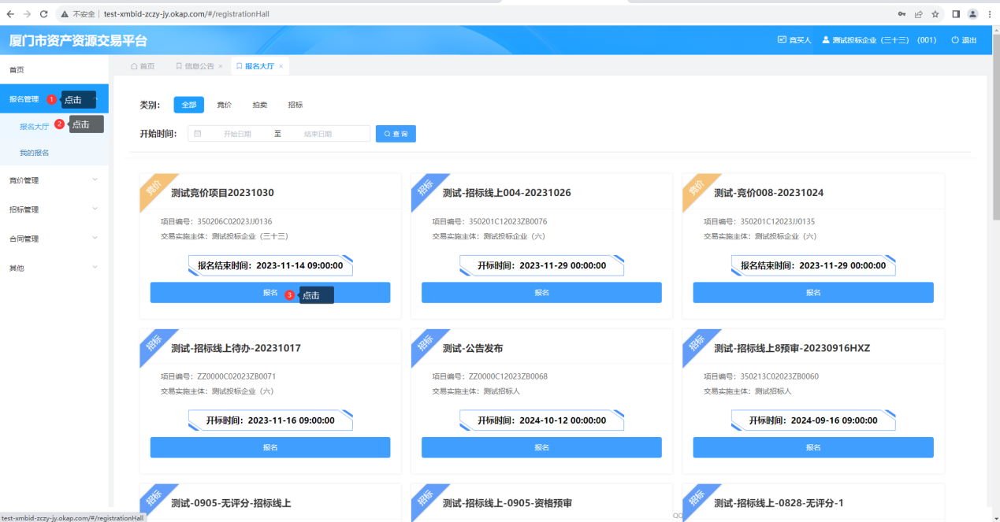 不安全 test-xmbid-zczy-jy.okap.com/#/registrationHall
厦门市资产资源交易平台 竞买人 测试投标企业（三十三） (001) 退出
首页 信息公告 × 报名大厅 ×
首页
报名管理 1 点击
报名大厅 2 点击
我的报名
竞价管理
招标管理
合同管理
其他
类别： 全部 竞价 拍卖 招标
开始时间： 开始日期 至 结束日期 查 询
竞价 测试竞价项目20231030
项目编号：350206C02023JJ0136
交易实施主体：测试投标企业（三十三）
报名结束时间：2023-11-14 09:00:00
报名 3 点击
招标 测试-招标线上004-20231026
项目编号：350201C12023ZB0076
交易实施主体：测试投标企业（六）
开标时间：2023-11-29 00:00:00
报名
竞价 测试-竞价008-20231024
项目编号：350201C12023JJ0135
交易实施主体：测试投标企业（六）
报名结束时间：2023-11-29 00:00:00
报名
招标 测试-招标线上待办-20231017
项目编号：ZZ0000C02023ZB0071
交易实施主体：测试投标企业（六）
开标时间：2023-11-16 09:00:00
报名
招标 测试-公告发布
项目编号：ZZ0000C12023ZB0068
交易实施主体：测试招标人
开标时间：2024-10-12 00:00:00
报名
招标 测试-招标线上8预审-20230916HXZ
项目编号：350213C02023ZB0060
交易实施主体：测试招标人
开标时间：2024-09-16 09:00:00
报名
招标 测试-0905-无评分-招标线上
招标 测试-招标线上-0905-资格预审
招标 测试-招标线上-0828-无评分-1
test-xmbid-zczy-jy.okap.com/#/registrationHall